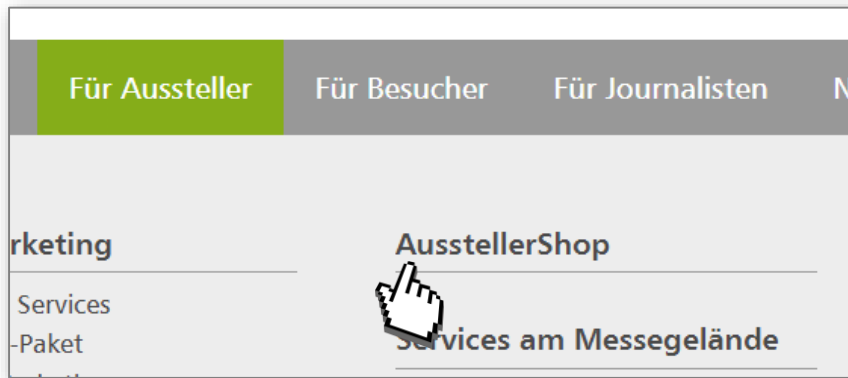 Für Aussteller Für Besucher Für Journalisten
rketing
AusstellerShop
Services
-Paket
Services am Messegelände